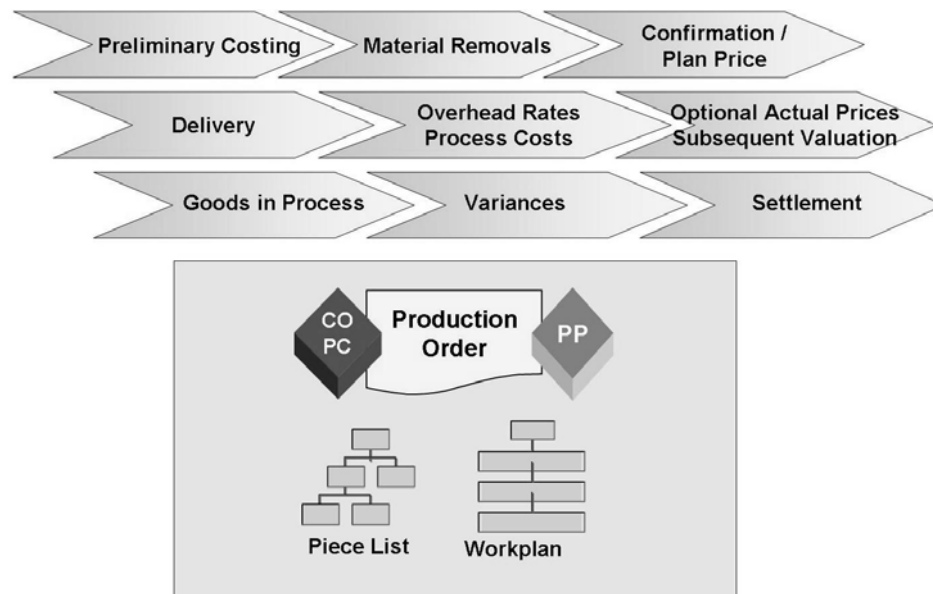 Preliminary Costing
Material Removals
Confirmation /
Plan Price
Delivery
Overhead Rates
Process Costs
Optional Actual Prices
Subsequent Valuation
Goods in Process
Variances
Settlement
CO
PC
Production
Order
PP
Piece List
Workplan